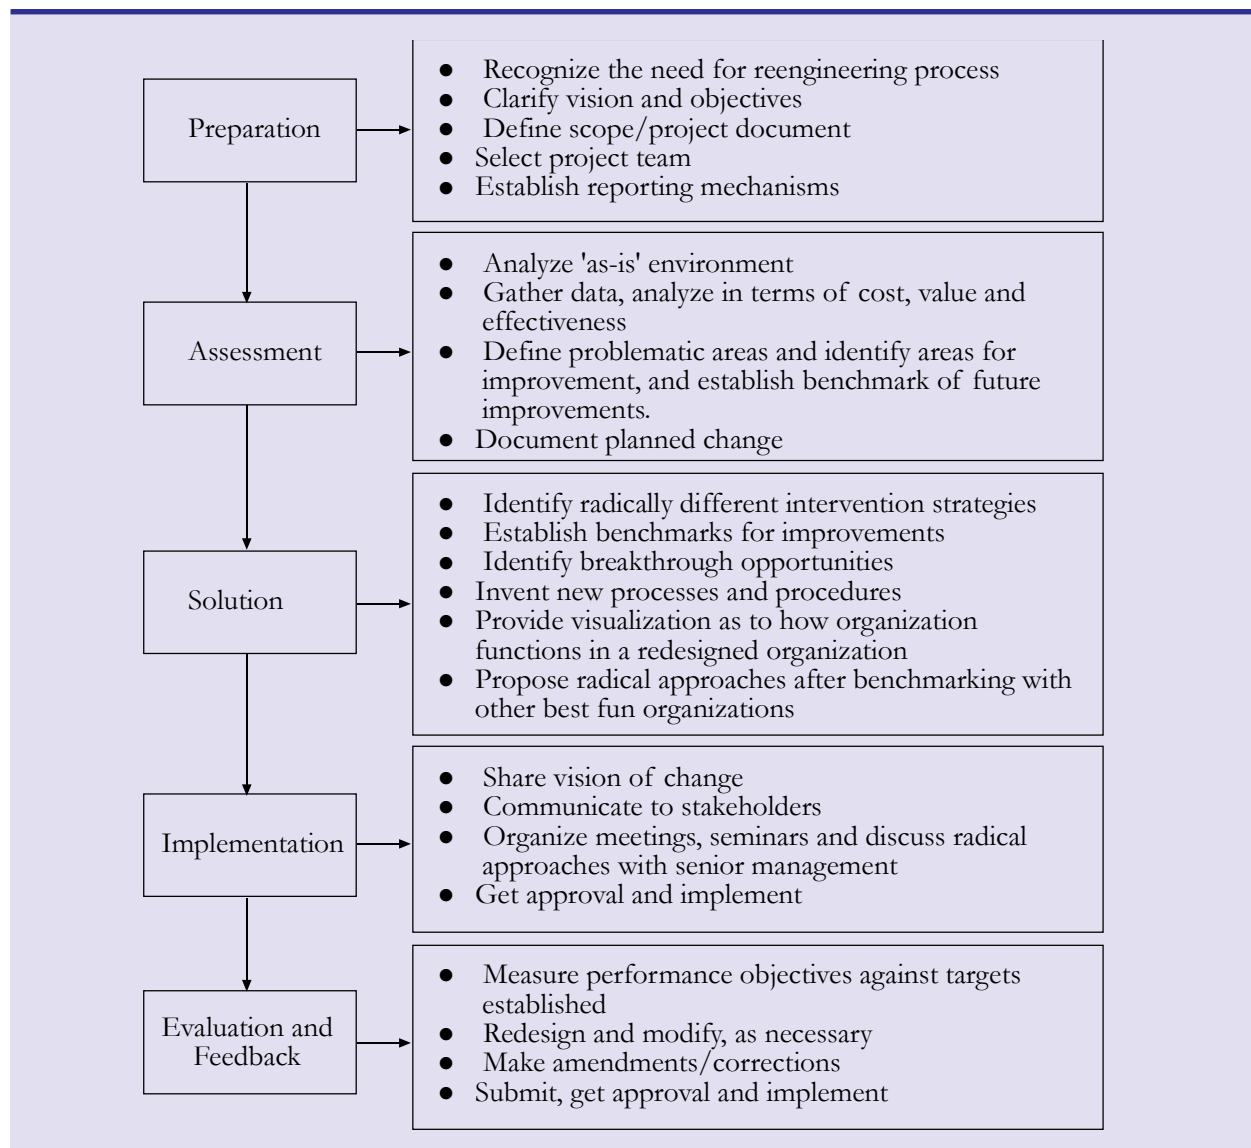 Preparation
● Recognize the need for reengineering process
● Clarify vision and objectives
● Define scope/project document
● Select project team
● Establish reporting mechanisms
Assessment
● Analyze 'as-is' environment
● Gather data, analyze in terms of cost, value and
effectiveness
● Define problematic areas and identify areas for
improvement, and establish benchmark of future
improvements.
● Document planned change
Solution
● Identify radically different intervention strategies
● Establish benchmarks for improvements
● Identify breakthrough opportunities
● Invent new processes and procedures
● Provide visualization as to how organization
functions in a redesigned organization
● Propose radical approaches after benchmarking with
other best fun organizations
Implementation
● Share vision of change
● Communicate to stakeholders
● Organize meetings, seminars and discuss radical
approaches with senior management
● Get approval and implement
Evaluation and
Feedback
● Measure performance objectives against targets
established
● Redesign and modify, as necessary
● Make amendments/corrections
● Submit, get approval and implement